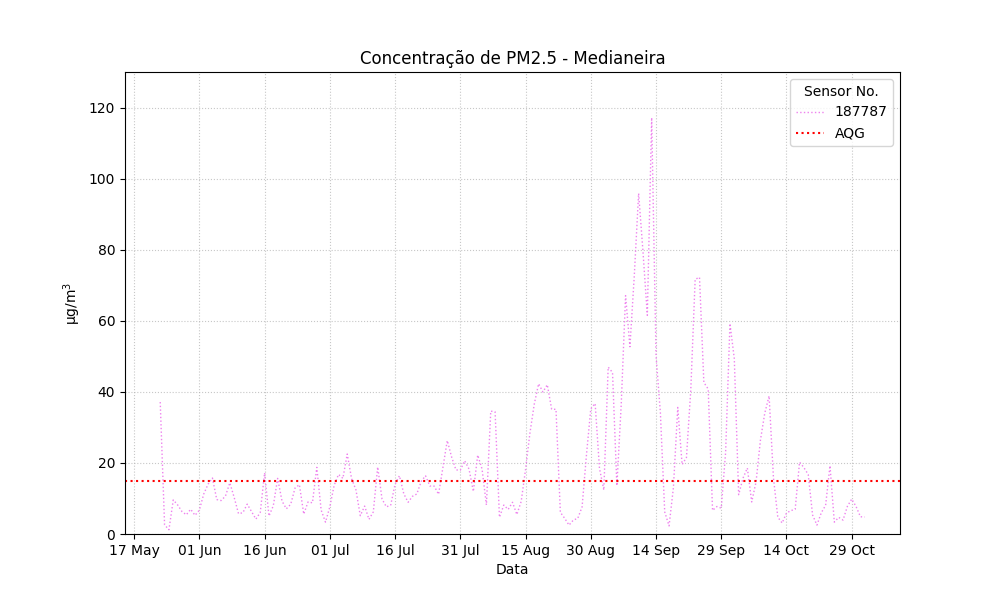 Concentração de PM2.5 - Medianeira
Sensor No.
187787
AQG
120
100
80
60
40
20
0
µg/m³
17 May 01 Jun 16 Jun 01 Jul 16 Jul 31 Jul 15 Aug 30 Aug 14 Sep 29 Sep 14 Oct 29 Oct
Data